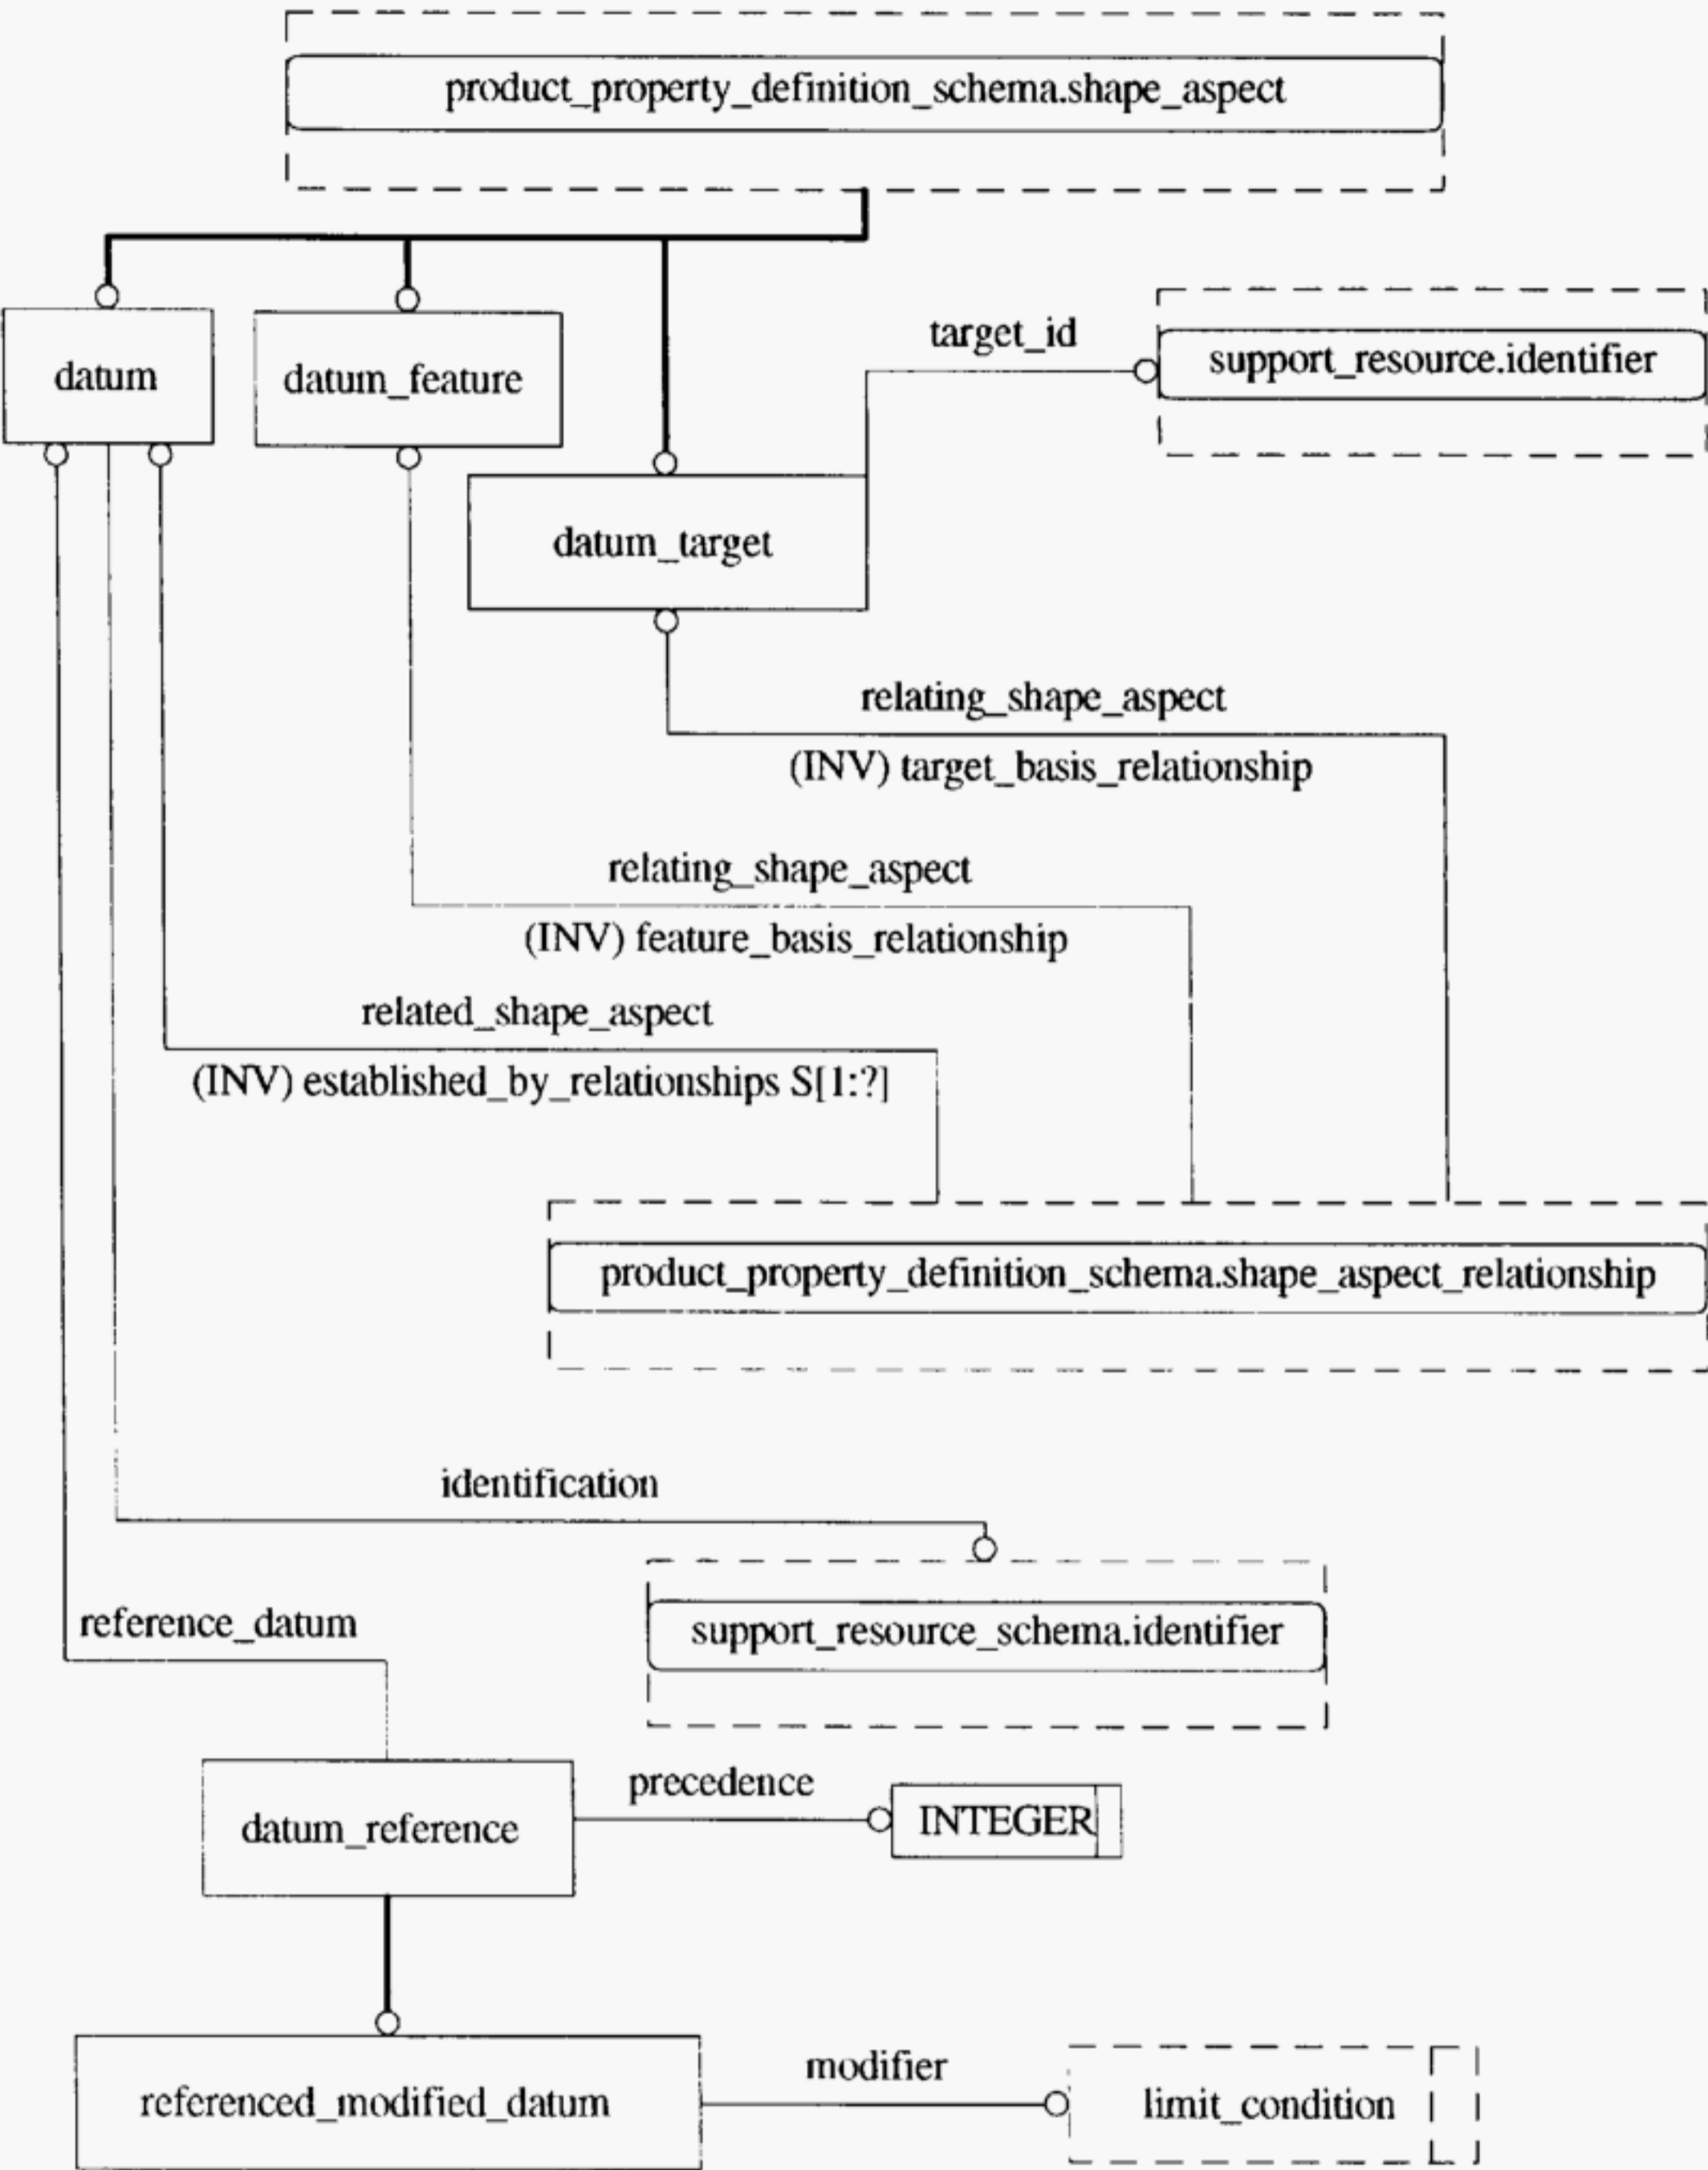 product_property_definition_schema.shape_aspect
datum
datum_feature
target_id
support_resource.identifier
datum_target
relating_shape_aspect
(INV) target_basis_relationship
relating_shape_aspect
(INV) feature_basis_relationship
related_shape_aspect
(INV) established_by_relationships S[1:?]
product_property_definition_schema.shape_aspect_relationship
identification
support_resource_schema.identifier
reference_datum
datum_reference
precedence
INTEGER
referenced_modified_datum
modifier
limit_condition